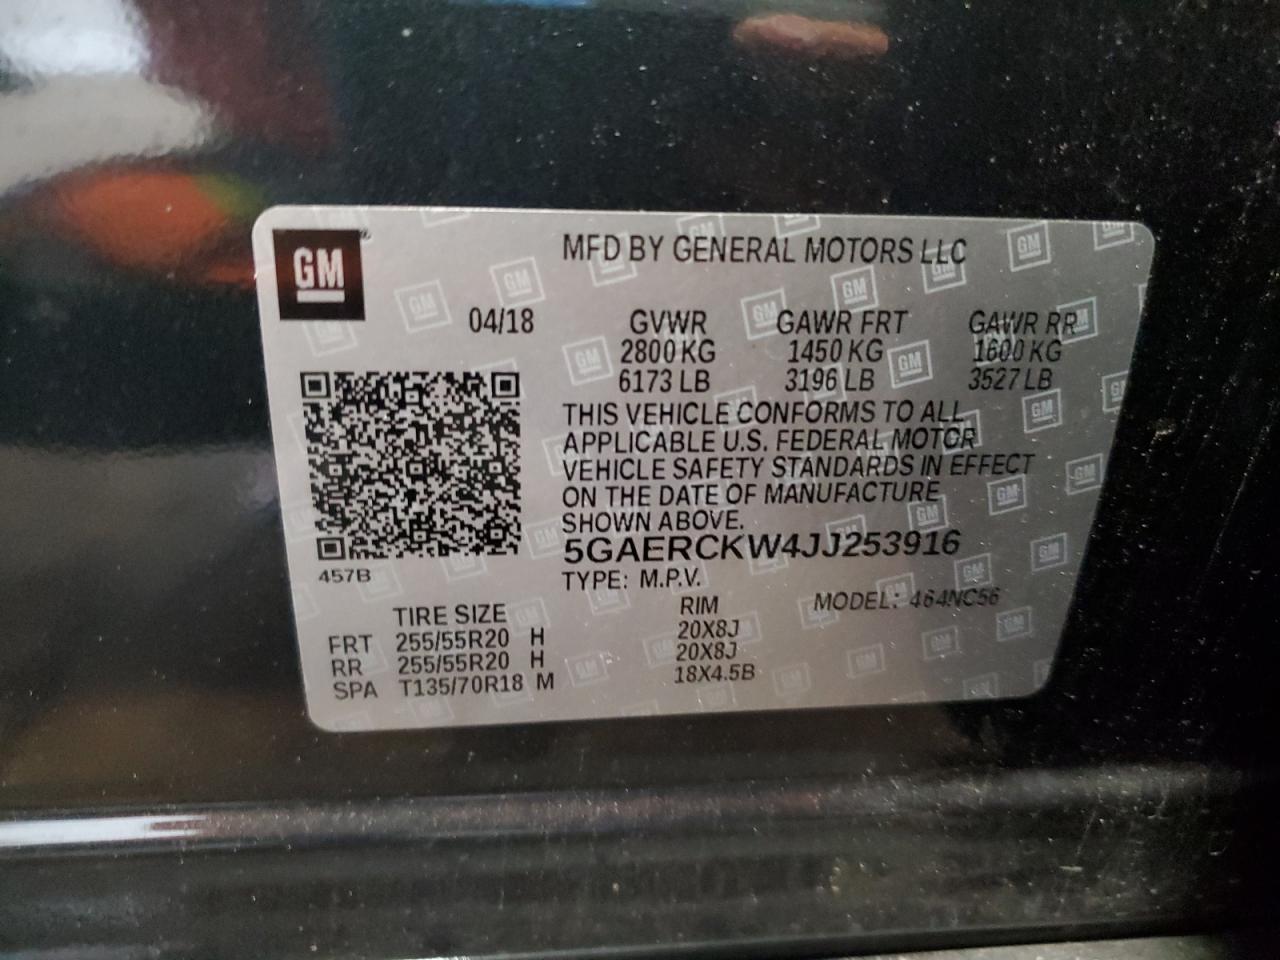 GM
MFD BY GENERAL MOTORS LLC
04/18 GVWR GAWR FRT GAWR RR
2800 KG 1450 KG 1600 KG
6173 LB 3196 LB 3527 LB
THIS VEHICLE CONFORMS TO ALL
APPLICABLE U.S. FEDERAL MOTOR
VEHICLE SAFETY STANDARDS IN EFFECT
ON THE DATE OF MANUFACTURE
SHOWN ABOVE.
5GAERCKW4JJ253916
457B
TYPE: M.P.V.
MODEL: 464NC56
TIRE SIZE RIM
FRT 255/55R20 H 20X8J
RR 255/55R20 H 20X8J
SPA T135/70R18 M 18X4.5B